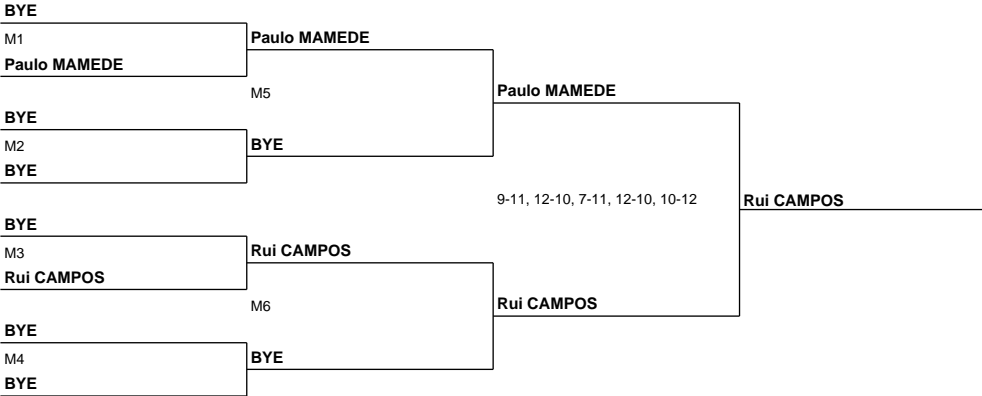 BYE
M1
Paulo MAMEDE
Paulo MAMEDE
M5
BYE
M2
BYE
BYE
Paulo MAMEDE
9-11, 12-10, 7-11, 12-10, 10-12
Rui CAMPOS
BYE
M3
Rui CAMPOS
Rui CAMPOS
M6
Rui CAMPOS
BYE
M4
BYE
BYE